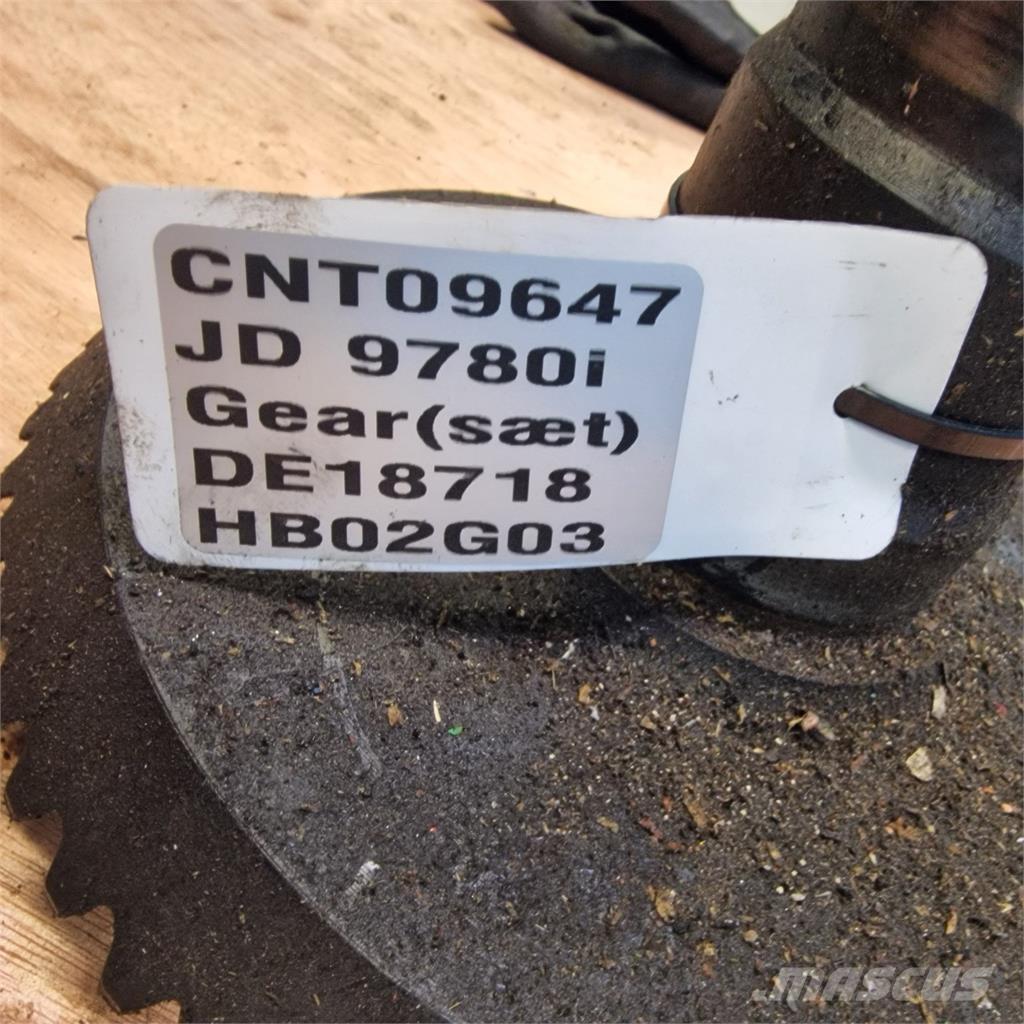 CNT09647
JD 9780i
Gear(sæt)
DE18718
HB02G03
MASCUS